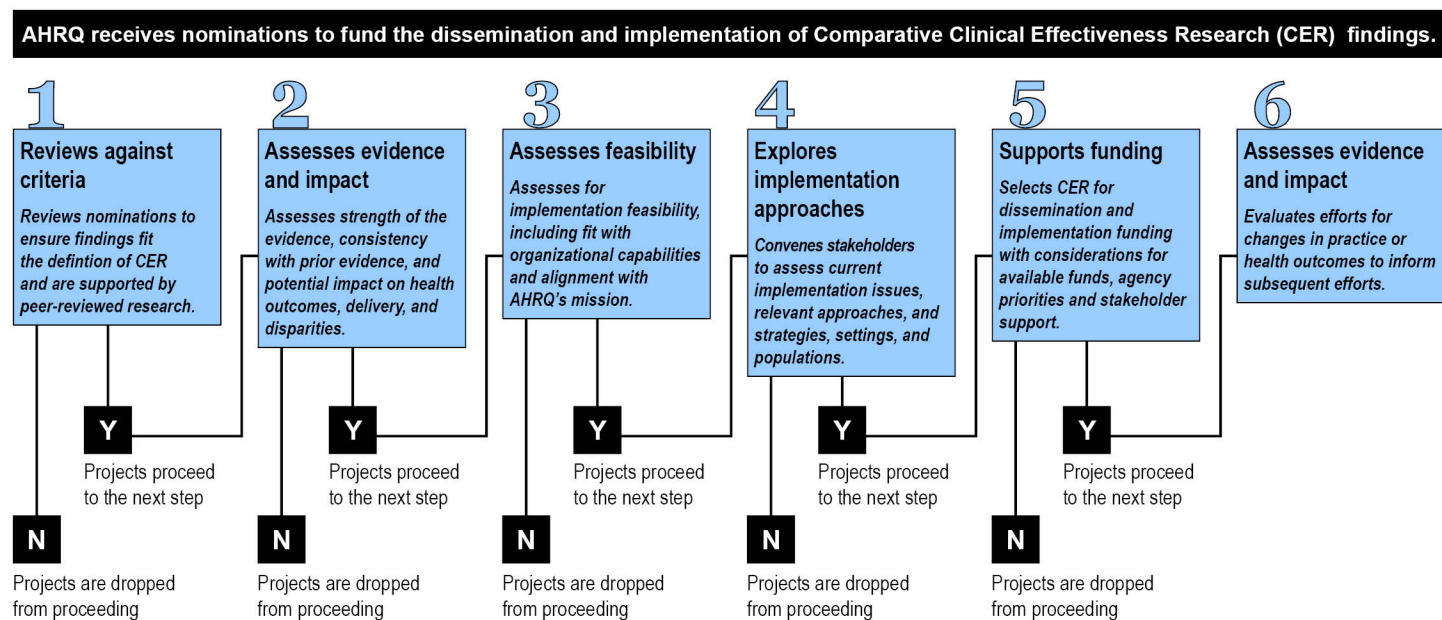 AHRQ receives nominations to fund the dissemination and implementation of Comparative Clinical Effectiveness Research (CER) findings.
1
Reviews against
criteria
Reviews nominations to
ensure findings fit
the defintion of CER
and are supported by
peer-reviewed research.
2
Assesses evidence
and impact
Assesses strength of the
evidence, consistency
with prior evidence, and
potential impact on health
outcomes, delivery, and
disparities.
3
Assesses feasibility
Assesses for
implementation feasibility,
including fit with
organizational capabilities
and alignment with
AHRQ's mission.
4
Explores
implementation
approaches
Convenes stakeholders
to assess current
implementation issues,
relevant approaches, and
strategies, settings, and
populations.
5
Supports funding
Selects CER for
dissemination and
implementation funding
with considerations for
available funds, agency
priorities and stakeholder
support.
6
Assesses evidence
and impact
Evaluates efforts for
changes in practice or
health outcomes to inform
subsequent efforts.
Y
Projects proceed
to the next step
Y
Projects proceed
to the next step
Y
Projects proceed
to the next step
Y
Projects proceed
to the next step
Y
Projects proceed
to the next step
N
Projects are dropped
from proceeding
N
Projects are dropped
from proceeding
N
Projects are dropped
from proceeding
N
Projects are dropped
from proceeding
N
Projects are dropped
from proceeding